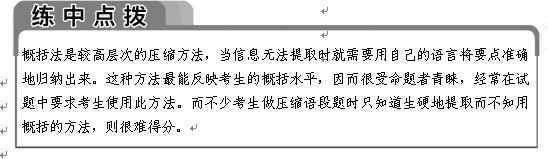 练中点拨
概括法是较高层次的压缩方法，当信息无法提取时就需要用自己的语言将要点准确
地归纳出来。这种方法最能反映考生的概括水平，因而很受命题者青睐，经常在试
题中要求考生使用此方法。而不少考生做压缩语段题时只知道生硬地提取而不知用
概括的方法，则很难得分。